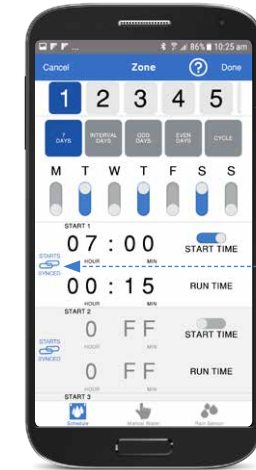 86% 10:25 am
Cancel Zone ? Done
1 2 3 4 5
7 DAYS INTERVAL DAYS ODD DAYS EVEN DAYS CYCLE
M T W T F S S
START 1
07 : 00 START TIME
HOUR MIN
STARTS SYNCED
00 : 15 RUN TIME
HOUR MIN
START 2
0 FF START TIME
HOUR MIN
STARTS SYNCED
0 FF RUN TIME
HOUR MIN
START 3
Schedule Manual Room Rain Sensor